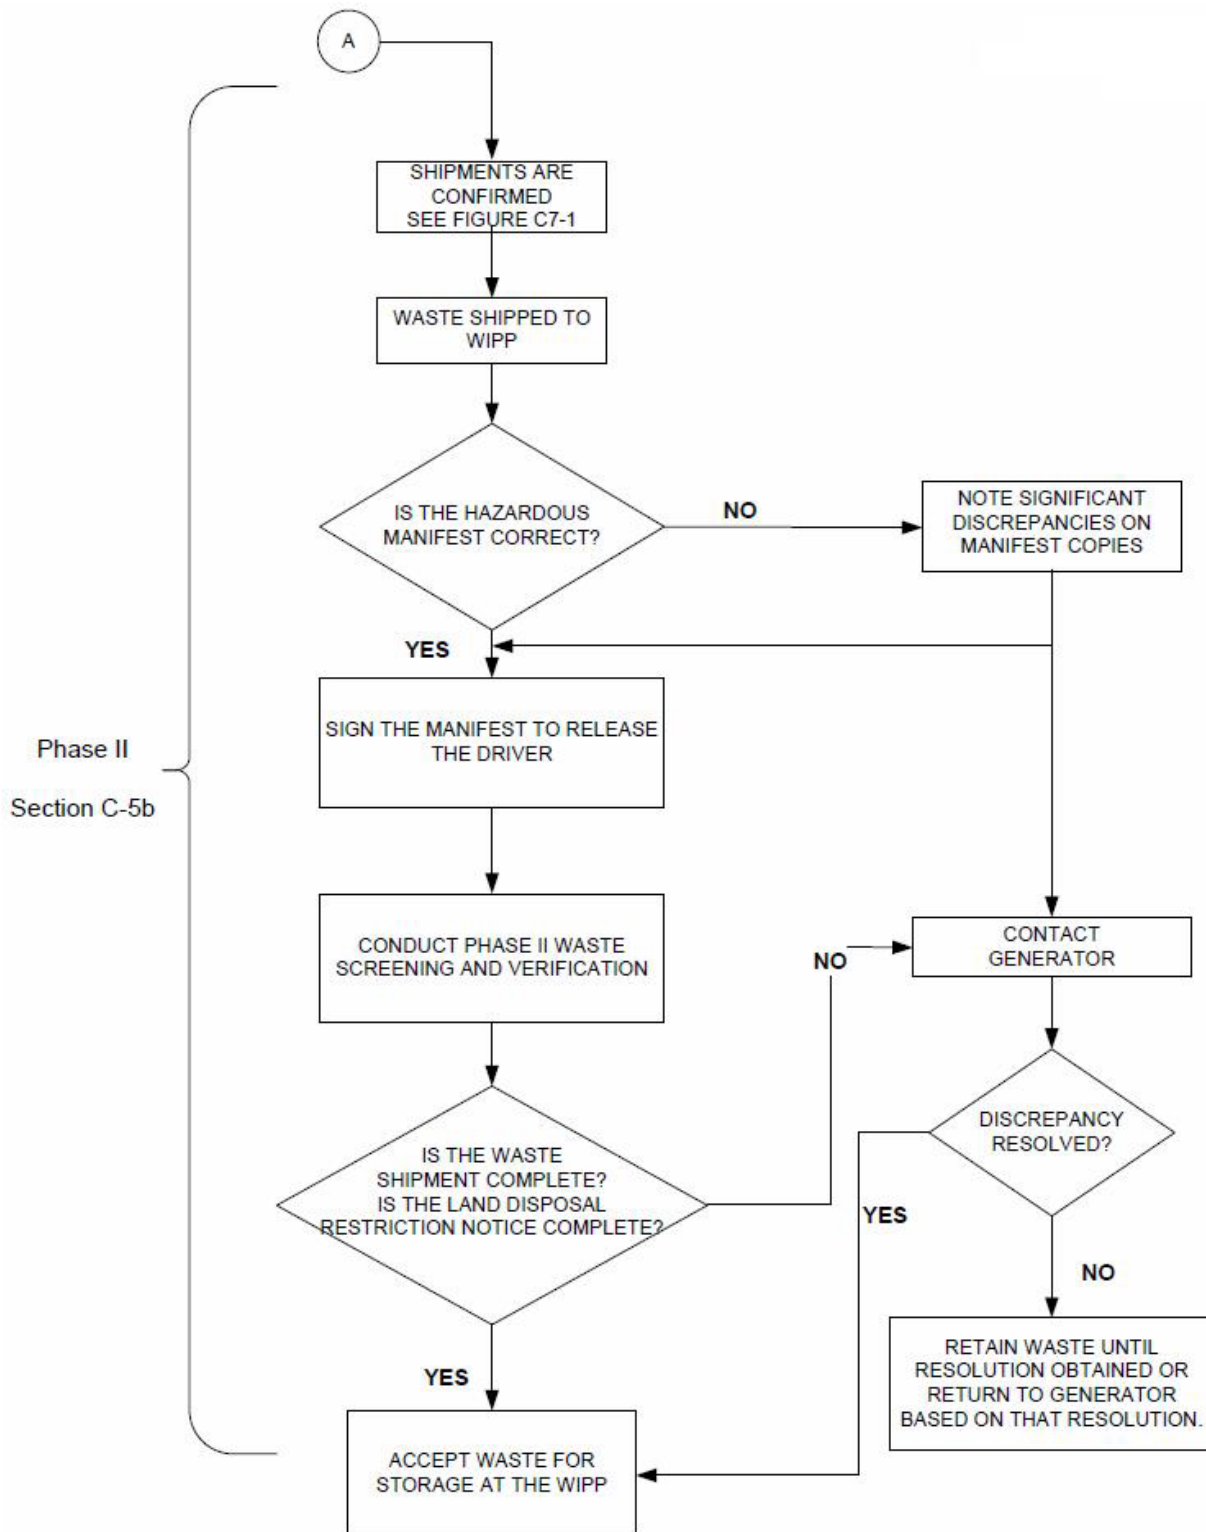 A
SHIPMENTS ARE
CONFIRMED
SEE FIGURE C7-1
WASTE SHIPPED TO
WIPP
IS THE HAZARDOUS
MANIFEST CORRECT?
NO
NOTE SIGNIFICANT
DISCREPANCIES ON
MANIFEST COPIES
YES
SIGN THE MANIFEST TO RELEASE
THE DRIVER
Phase II
Section C-5b
CONDUCT PHASE II WASTE
SCREENING AND VERIFICATION
NO
CONTACT
GENERATOR
IS THE WASTE
SHIPMENT COMPLETE?
IS THE LAND DISPOSAL
RESTRICTION NOTICE COMPLETE?
DISCREPANCY
RESOLVED?
YES
NO
RETAIN WASTE UNTIL
RESOLUTION OBTAINED OR
RETURN TO GENERATOR
BASED ON THAT RESOLUTION.
YES
ACCEPT WASTE FOR
STORAGE AT THE WIPP